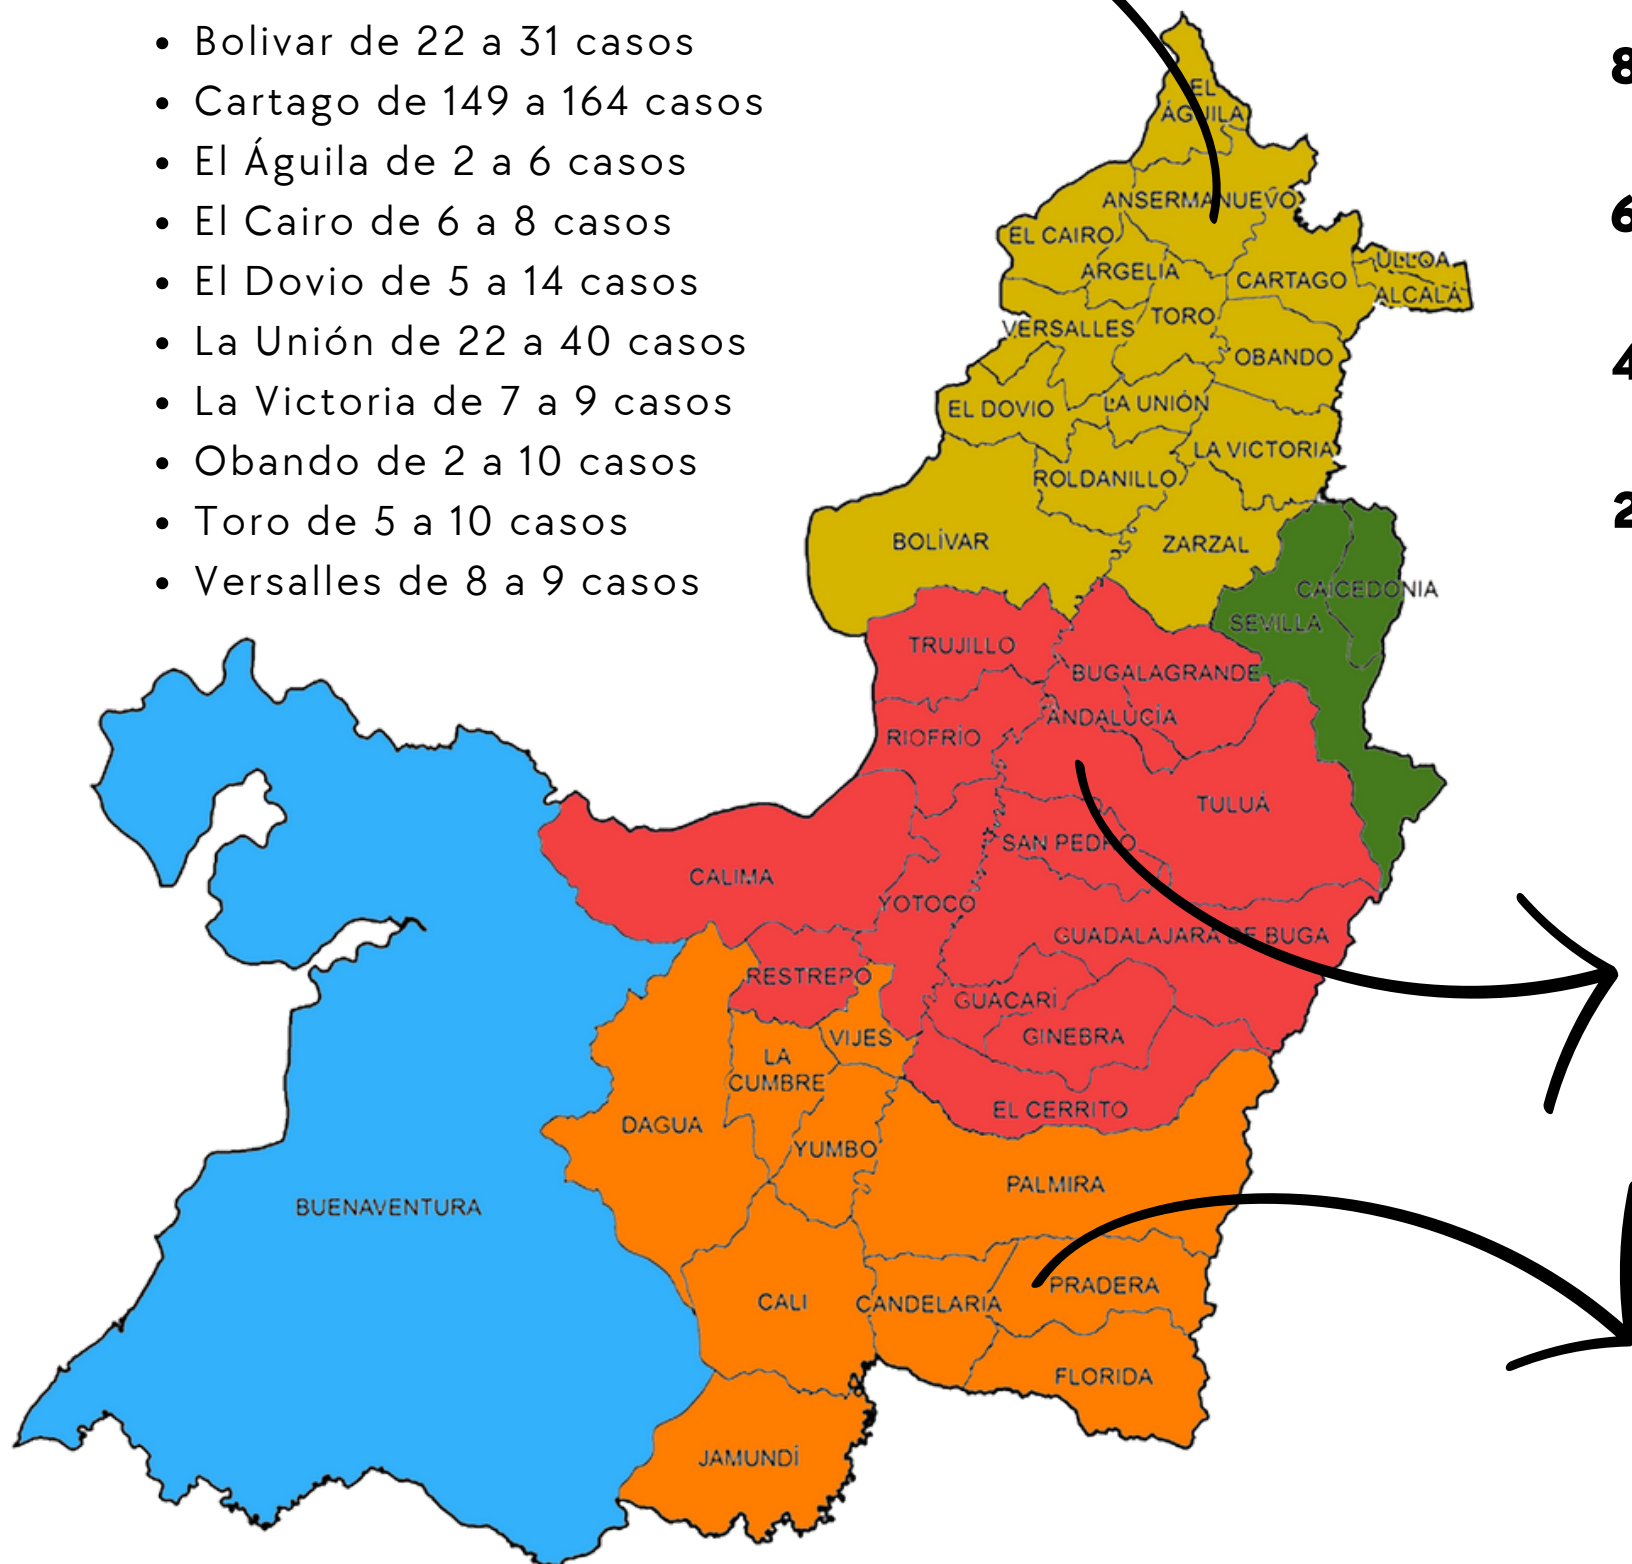 • Bolivar de 22 a 31 casos
• Cartago de 149 a 164 casos
• El Águila de 2 a 6 casos
• El Cairo de 6 a 8 casos
• El Dovio de 5 a 14 casos
• La Unión de 22 a 40 casos
• La Victoria de 7 a 9 casos
• Obando de 2 a 10 casos
• Toro de 5 a 10 casos
• Versalles de 8 a 9 casos
8
6
4
2
EL
ÁGUILA
ANSERMANUEVO
EL CAIRO
ARGELIA
CARTAGO
ULLOA
ALCALÁ
VERSALLES
TORO
OBANDO
EL DOVIO
LA UNIÓN
LA VICTORIA
ROLDANILLO
BOLÍVAR
ZARZAL
CAICEDONIA
SEVILLA
TRUJILLO
BUGALAGRANDE
ANDALUCÍA
RIOFRÍO
TULUÁ
SAN PEDRO
CALIMA
YOTOCO
GUADALAJARA DE BUGA
RESTREPO
GUACARÍ
GINEBRA
VIJES
LA
CUMBRE
EL CERRITO
DAGUA
YUMBO
PALMIRA
BUENAVENTURA
PRADERA
CALI
CANDELARIA
FLORIDA
JAMUNDÍ